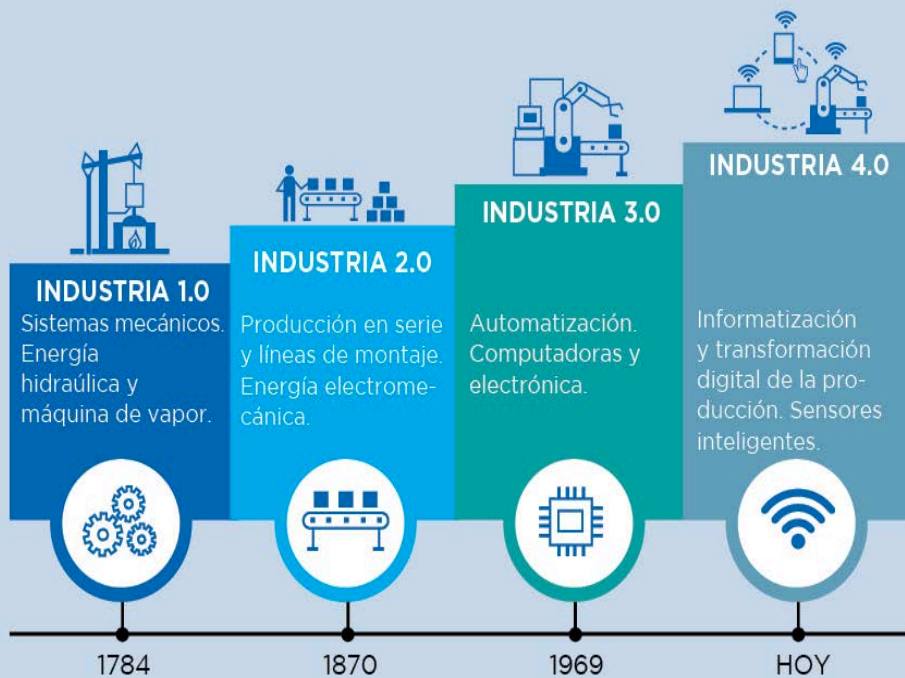 INDUSTRIA 1.0
Sistemas mecánicos.
Energía
hidraúlica y
máquina de vapor.
INDUSTRIA 2.0
Producción en serie
y líneas de montaje.
Energía electrome-
cánica.
INDUSTRIA 3.0
Automatización.
Computadoras y
electrónica.
INDUSTRIA 4.0
Informatización
y transformación
digital de la pro-
ducción. Sensores
inteligentes.
1784
1870
1969
HOY